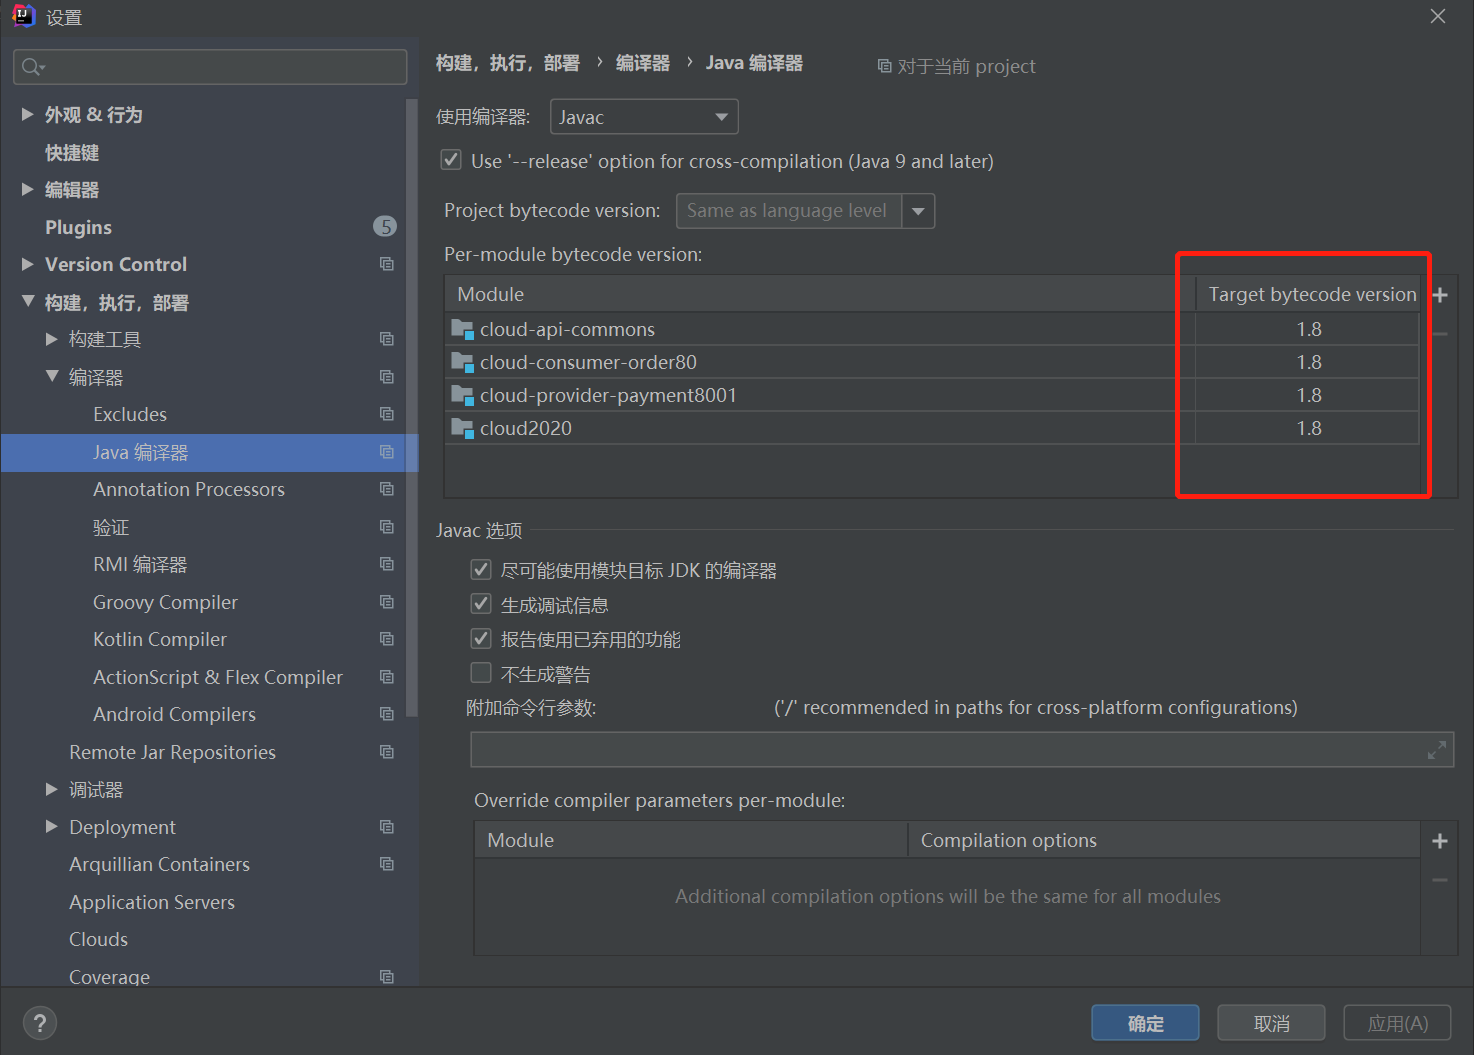 设置
外观 & 行为
快捷键
编辑器
Plugins 5
Version Control
构建，执行，部署
构建工具
编译器
Excludes
Java 编译器
Annotation Processors
验证
RMI 编译器
Groovy Compiler
Kotlin Compiler
ActionScript & Flex Compiler
Android Compilers
Remote Jar Repositories
调试器
Deployment
Arquillian Containers
Application Servers
Clouds
Coverage
构建，执行，部署 › 编译器 › Java 编译器 对于当前 project
使用编译器: Javac
Use '--release' option for cross-compilation (Java 9 and later)
Project bytecode version: Same as language level
Per-module bytecode version:
Module Target bytecode version
cloud-api-commons 1.8
cloud-consumer-order80 1.8
cloud-provider-payment8001 1.8
cloud2020 1.8
Javac 选项
尽可能使用模块目标 JDK 的编译器
生成调试信息
报告使用已弃用的功能
不生成警告
附加命令行参数: ('/' recommended in paths for cross-platform configurations)
Override compiler parameters per-module:
Module Compilation options
Additional compilation options will be the same for all modules
? 确定 取消 应用(A)